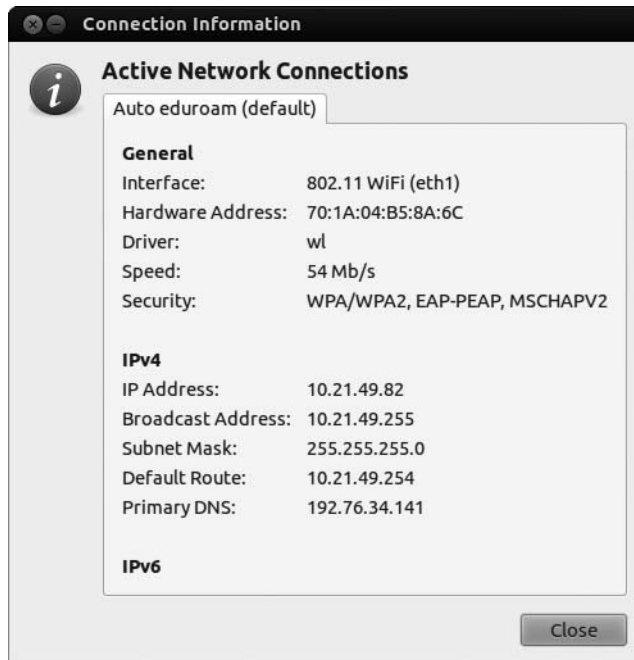 Connection Information
Active Network Connections
Auto eduroam (default)
General
Interface: 802.11 WiFi (eth1)
Hardware Address: 70:1A:04:B5:8A:6C
Driver: wl
Speed: 54 Mb/s
Security: WPA/WPA2, EAP-PEAP, MSCHAPV2
IPv4
IP Address: 10.21.49.82
Broadcast Address: 10.21.49.255
Subnet Mask: 255.255.255.0
Default Route: 10.21.49.254
Primary DNS: 192.76.34.141
IPv6
Close